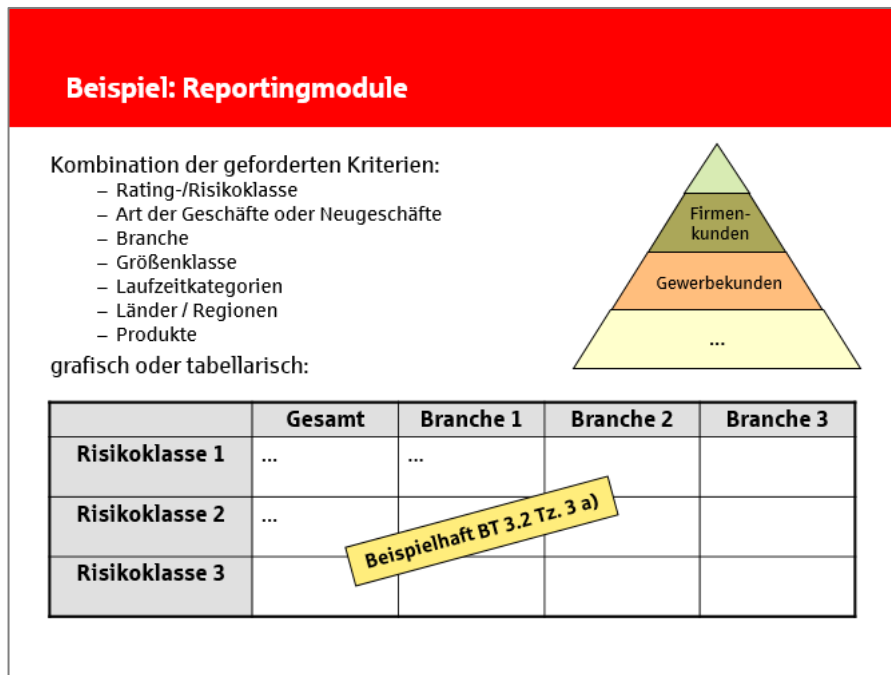 Beispiel: Reportingmodule
Kombination der geforderten Kriterien:
– Rating-/Risikoklasse
– Art der Geschäfte oder Neugeschäfte
– Branche
– Größenklasse
– Laufzeitkategorien
– Länder / Regionen
– Produkte
grafisch oder tabellarisch:
Firmen-
kunden
Gewerbekunden
...
Gesamt Branche 1 Branche 2 Branche 3
Risikoklasse 1 ... ...
Risikoklasse 2 ...
Risikoklasse 3
Beispielhaft BT 3.2 Tz. 3 a)